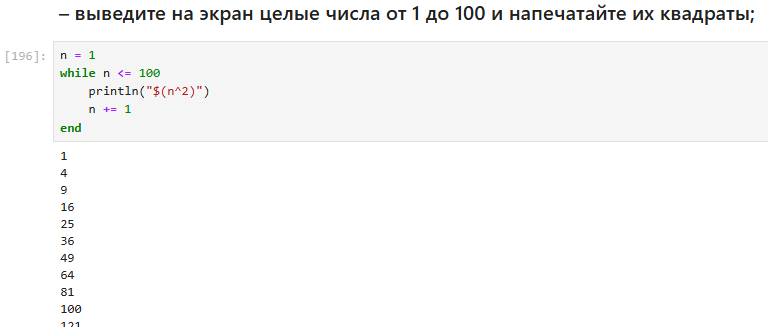 – выведите на экран целые числа от 1 до 100 и напечатайте их квадраты;
[196]:
n = 1
while n <= 100
    println("$(n^2)")
    n += 1
end
1
4
9
16
25
36
49
64
81
100
121